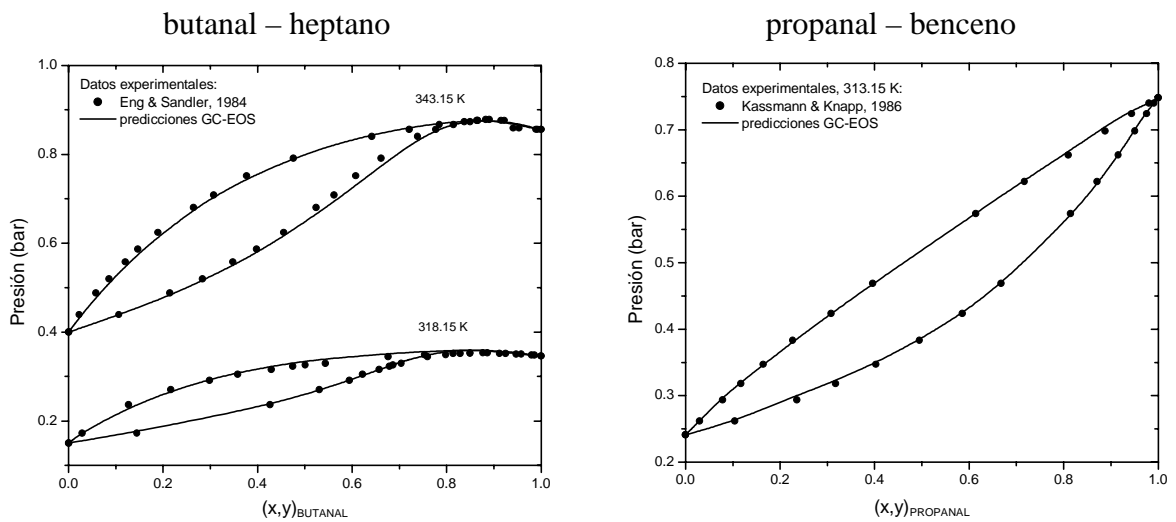 butanal – heptano
propanal – benceno
Datos experimentales:
Eng & Sandler, 1984
predicciones GC-EOS
343.15 K
318.15 K
Presión (bar)
1.0
0.8
0.6
0.4
0.2
0.0 0.2 0.4 0.6 0.8 1.0
(x,y)BUTANAL
Datos experimentales, 313.15 K:
Kassmann & Knapp, 1986
predicciones GC-EOS
Presión (bar)
0.8
0.7
0.6
0.5
0.4
0.3
0.2
0.0 0.2 0.4 0.6 0.8 1.0
(x,y)PROPANAL